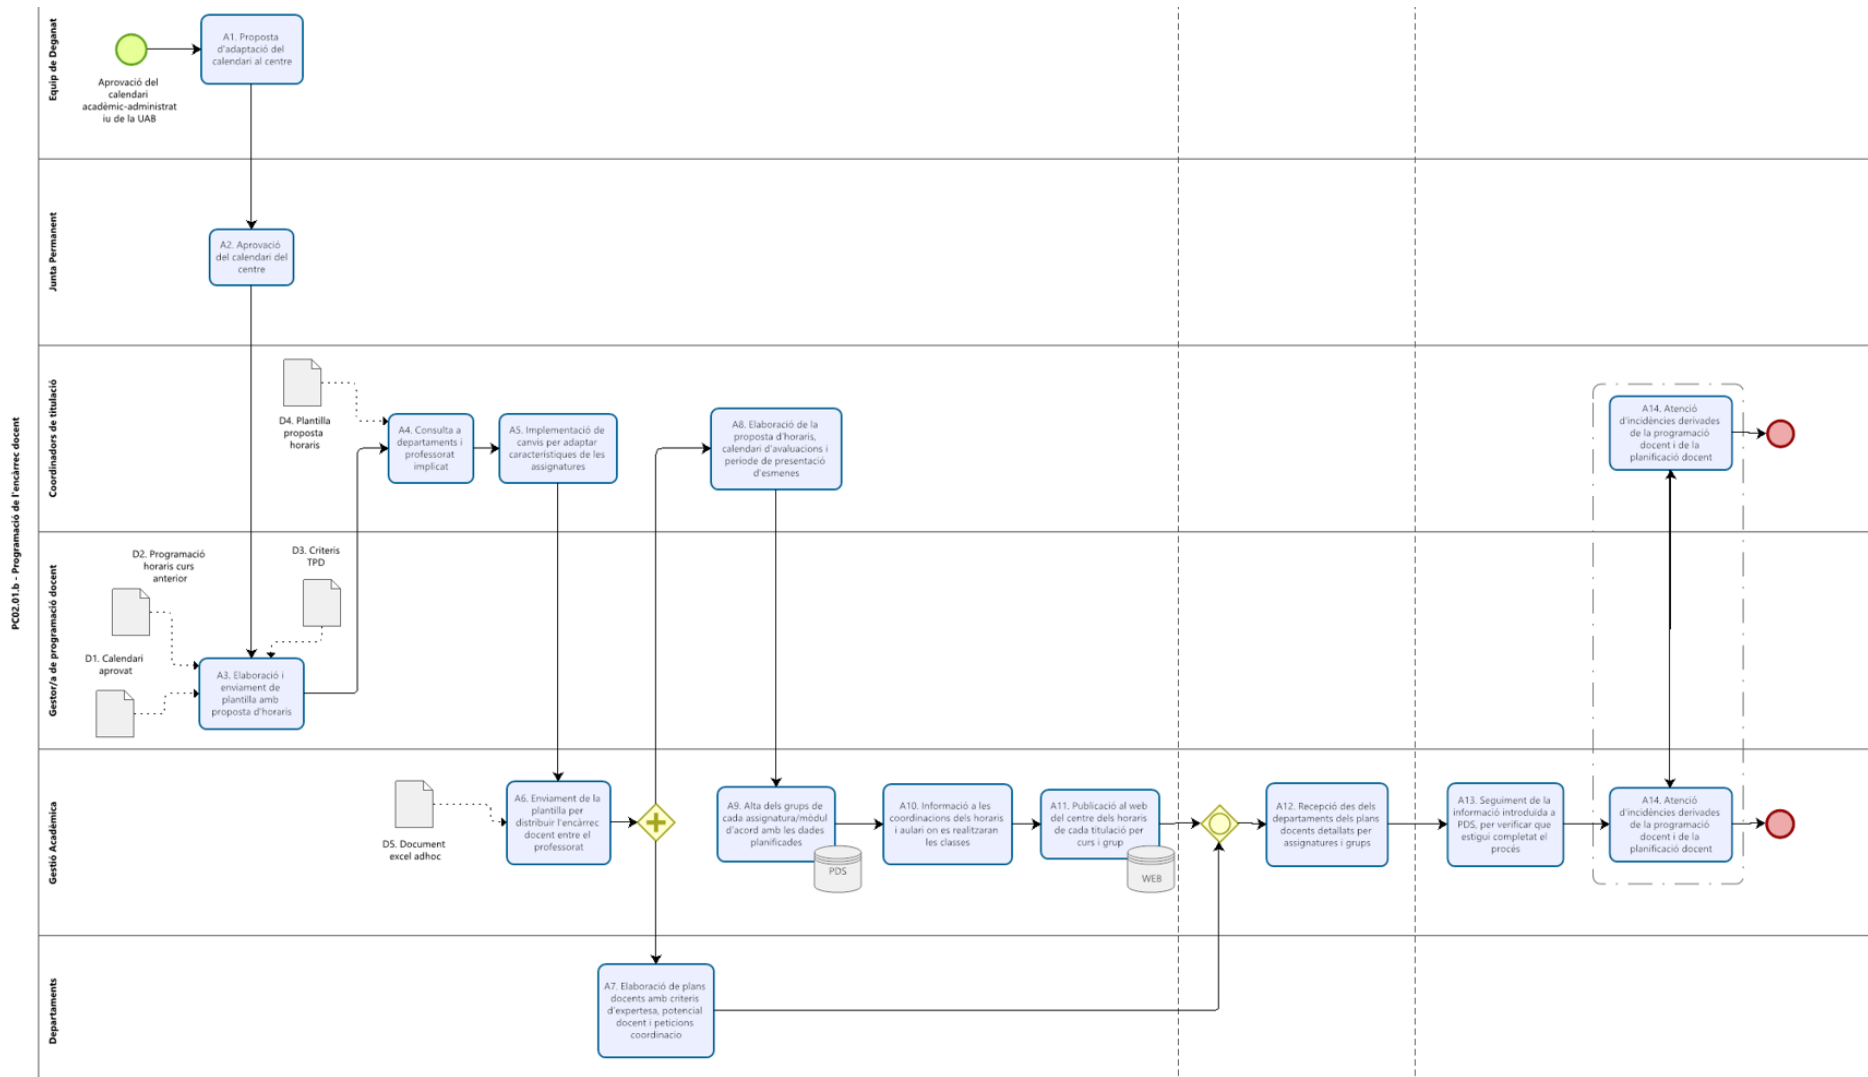 PC02.01.b - Programació de l'encàrrec docent
Equip de Deganat
Aprovació del
calendari
acadèmic-administrat
iu de la UAB
A1. Proposta
d'adaptació del
calendari al centre
Junta Permanent
A2. Aprovació
del calendari del
centre
Coordinadors de titulació
D4. Plantilla
proposta
horaris
A4. Consulta a
departaments i
professorat
implicat
A5. Implementació de
canvis per adaptar
característiques de les
assignatures
A8. Elaboració de la
proposta d'horaris,
calendari d'avaluacions i
període de presentació
d'esmenes
A14. Atenció
d'incidències derivades
de la programació
docent i de la
planificació docent
Gestor/a de programació docent
D2. Programació
horaris curs
anterior
D3. Criteris
TPD
D1. Calendari
aprovat
A3. Elaboració i
enviament de
plantilla amb
proposta d'horaris
Gestió Acadèmica
D5. Document
excel adhoc
A6. Enviament de la
plantilla per
distribuir l'encàrrec
docent entre el
professorat
A9. Alta dels grups de
cada assignatura/mòdul
d'acord amb les dades
planificades
PDS
A10. Informació a les
coordinacions dels horaris
i aulari on es realitzaran
les classes
A11. Publicació al web
del centre dels horaris
de cada titulació per
curs i grup
WEB
A12. Recepció des dels
departaments dels plans
docents detallats per
assignatures i grups
A13. Seguiment de la
informació introduïda a
PDS, per verificar que
estigui completat el
procés
A14. Atenció
d'incidències derivades
de la programació
docent i de la
planificació docent
Departaments
A7. Elaboració de plans
docents amb criteris
d'expertesa, potencial
docent i peticions
coordinacio